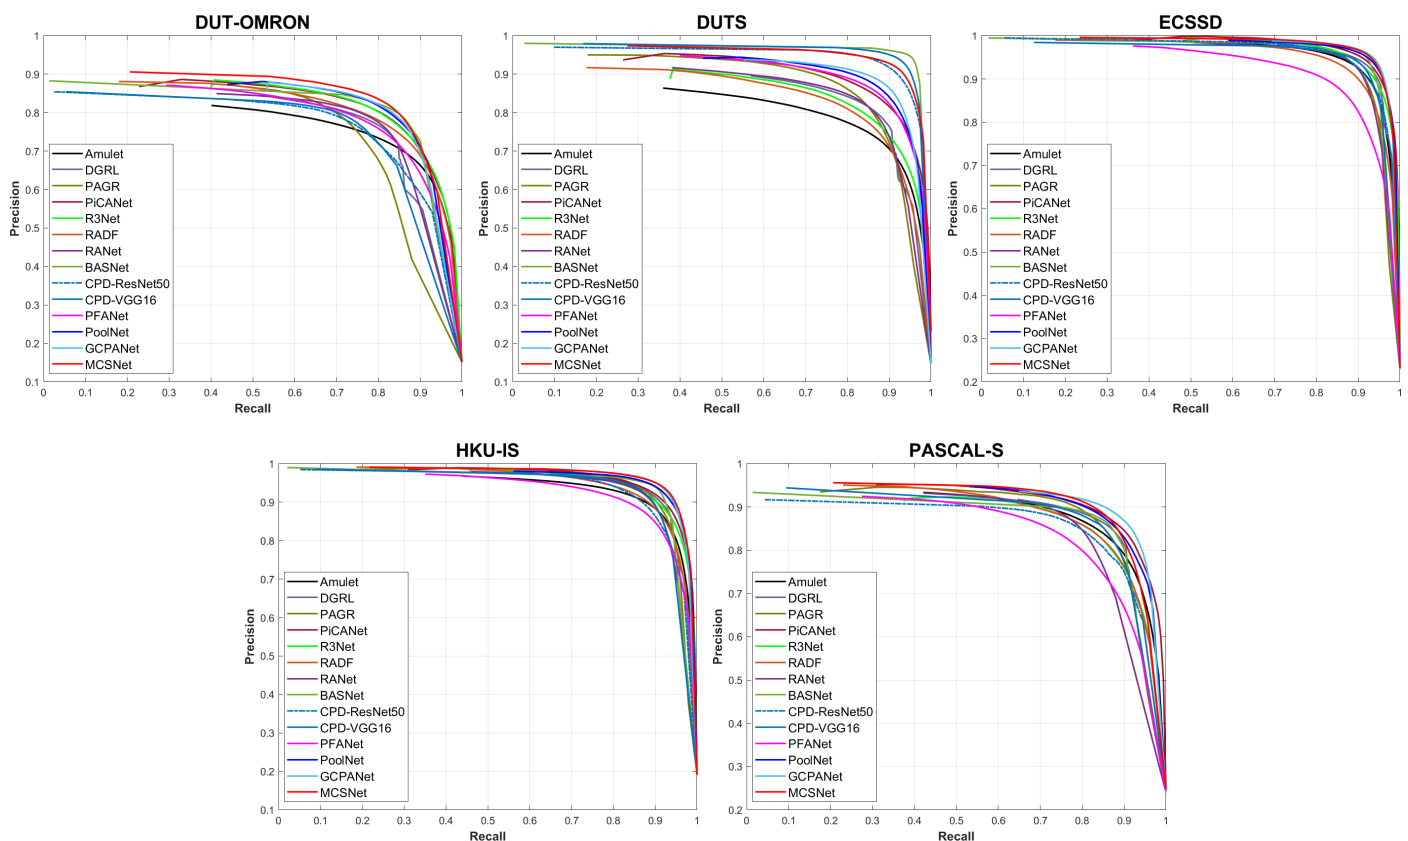 DUT-OMRON
1
0.9
0.8
0.7
0.6
0.5
0.4
0.3
0.2
0.1
Precision
Amulet
DGRL
PAGR
PiCANet
R3Net
RADF
RANet
BASNet
CPD-ResNet50
CPD-VGG16
PFANet
PoolNet
GCPANet
MCSNet
0 0.1 0.2 0.3 0.4 0.5 0.6 0.7 0.8 0.9 1
Recall
DUTS
1
0.9
0.8
0.7
0.6
0.5
0.4
0.3
0.2
0.1
Precision
Amulet
DGRL
PAGR
PiCANet
R3Net
RADF
RANet
BASNet
CPD-ResNet50
CPD-VGG16
PFANet
PoolNet
GCPANet
MCSNet
0 0.1 0.2 0.3 0.4 0.5 0.6 0.7 0.8 0.9 1
Recall
ECSSD
1
0.9
0.8
0.7
0.6
0.5
0.4
0.3
0.2
Precision
Amulet
DGRL
PAGR
PiCANet
R3Net
RADF
RANet
BASNet
CPD-ResNet50
CPD-VGG16
PFANet
PoolNet
GCPANet
MCSNet
0 0.1 0.2 0.3 0.4 0.5 0.6 0.7 0.8 0.9 1
Recall
HKU-IS
1
0.9
0.8
0.7
0.6
0.5
0.4
0.3
0.2
0.1
Precision
Amulet
DGRL
PAGR
PiCANet
R3Net
RADF
RANet
BASNet
CPD-ResNet50
CPD-VGG16
PFANet
PoolNet
GCPANet
MCSNet
0 0.1 0.2 0.3 0.4 0.5 0.6 0.7 0.8 0.9 1
Recall
PASCAL-S
1
0.9
0.8
0.7
0.6
0.5
0.4
0.3
0.2
Precision
Amulet
DGRL
PAGR
PiCANet
R3Net
RADF
RANet
BASNet
CPD-ResNet50
CPD-VGG16
PFANet
PoolNet
GCPANet
MCSNet
0 0.1 0.2 0.3 0.4 0.5 0.6 0.7 0.8 0.9 1
Recall